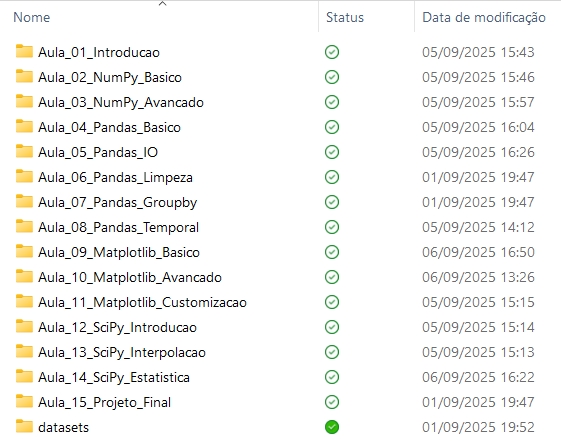 Nome Status Data de modificação
Aula_01_Introducao 05/09/2025 15:43
Aula_02_NumPy_Basico 05/09/2025 15:46
Aula_03_NumPy_Avancado 05/09/2025 15:57
Aula_04_Pandas_Basico 05/09/2025 16:04
Aula_05_Pandas_IO 05/09/2025 16:26
Aula_06_Pandas_Limpeza 01/09/2025 19:47
Aula_07_Pandas_Groupby 01/09/2025 19:47
Aula_08_Pandas_Temporal 05/09/2025 14:12
Aula_09_Matplotlib_Basico 06/09/2025 16:50
Aula_10_Matplotlib_Avancado 06/09/2025 13:26
Aula_11_Matplotlib_Customizacao 05/09/2025 15:15
Aula_12_SciPy_Introducao 05/09/2025 15:14
Aula_13_SciPy_Interpolacao 05/09/2025 15:13
Aula_14_SciPy_Estatistica 06/09/2025 16:22
Aula_15_Projeto_Final 01/09/2025 19:47
datasets 01/09/2025 19:52